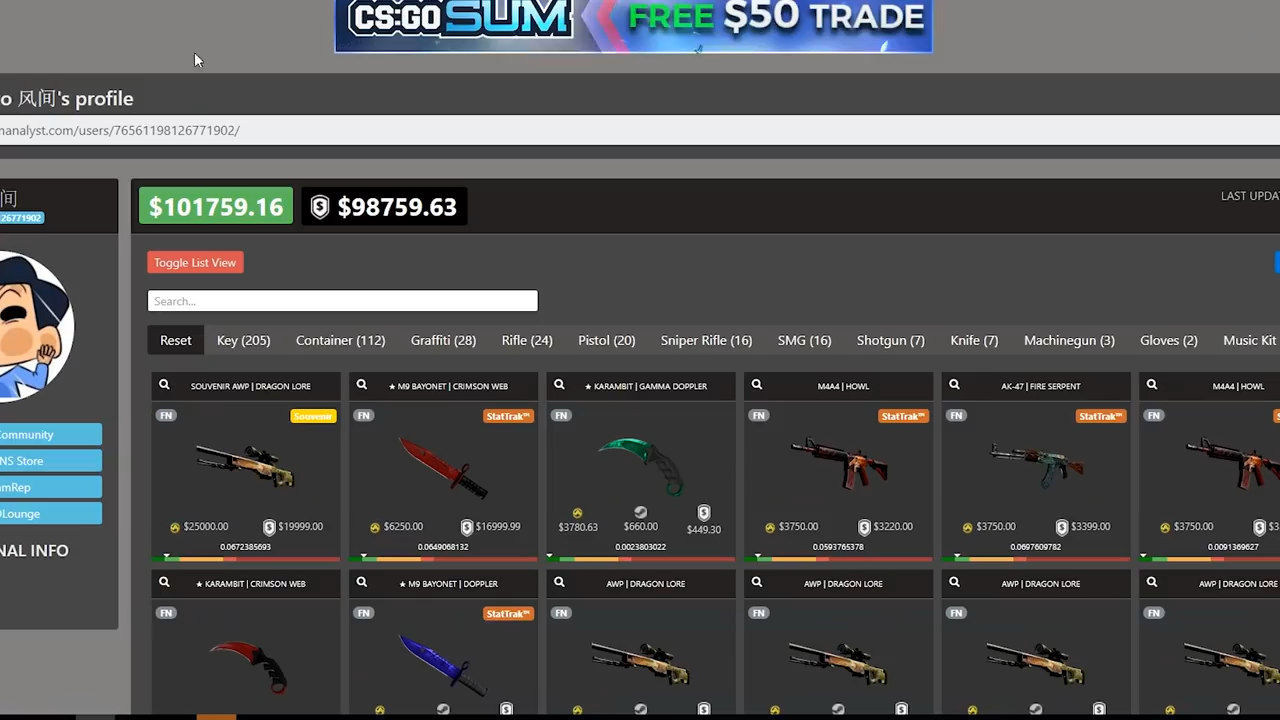 CS:GO SUM FREE $50 TRADE
o 风间's profile
nanalyst.com/users/76561198126771902/
间
26771902
$101759.16 $98759.63
LAST UPDA
Toggle List View
Search...
Reset Key (205) Container (112) Graffiti (28) Rifle (24) Pistol (20) Sniper Rifle (16) SMG (16) Shotgun (7) Knife (7) Machinegun (3) Gloves (2) Music Kit
SOUVENIR AWP | DRAGON LORE
FN Souvenir
$25000.00 $19999.00
0.0672385693
★ M9 BAYONET | CRIMSON WEB
FN StatTrak™
$6250.00 $16999.99
0.0649068132
★ KARAMBIT | GAMMA DOPPLER
FN
$3780.63 $660.00 $449.30
0.0023803022
M4A4 | HOWL
FN StatTrak™
$3750.00 $3220.00
0.0593765378
AK-47 | FIRE SERPENT
FN StatTrak™
$3750.00 $3399.00
0.0697609782
M4A4 | HOWL
FN S
$3750.00 $3
0.0091369627
Community
NS Store
mRep
Lounge
NAL INFO
★ KARAMBIT | CRIMSON WEB
FN
★ M9 BAYONET | DOPPLER
FN StatTrak™
AWP | DRAGON LORE
FN
AWP | DRAGON LORE
FN
AWP | DRAGON LORE
FN
AWP | DRAGON LORE
FN